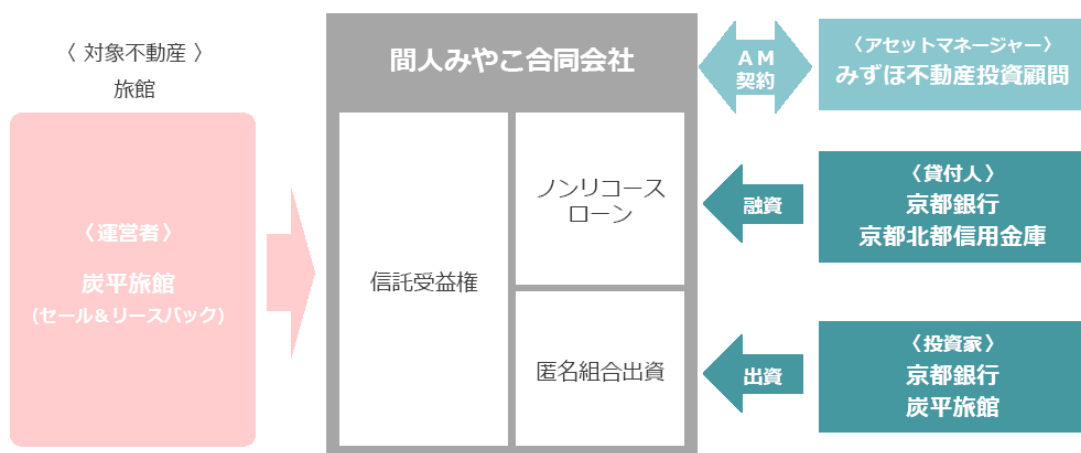 〈 対象不動産 〉
旅館
〈運営者〉
炭平旅館
(セール＆リースバック)
間人みやこ合同会社
信託受益権
ノンリコース
ローン
匿名組合出資
AM
契約
〈アセットマネージャー〉
みずほ不動産投資顧問
融資
〈貸付人〉
京都銀行
京都北都信用金庫
出資
〈投資家〉
京都銀行
炭平旅館